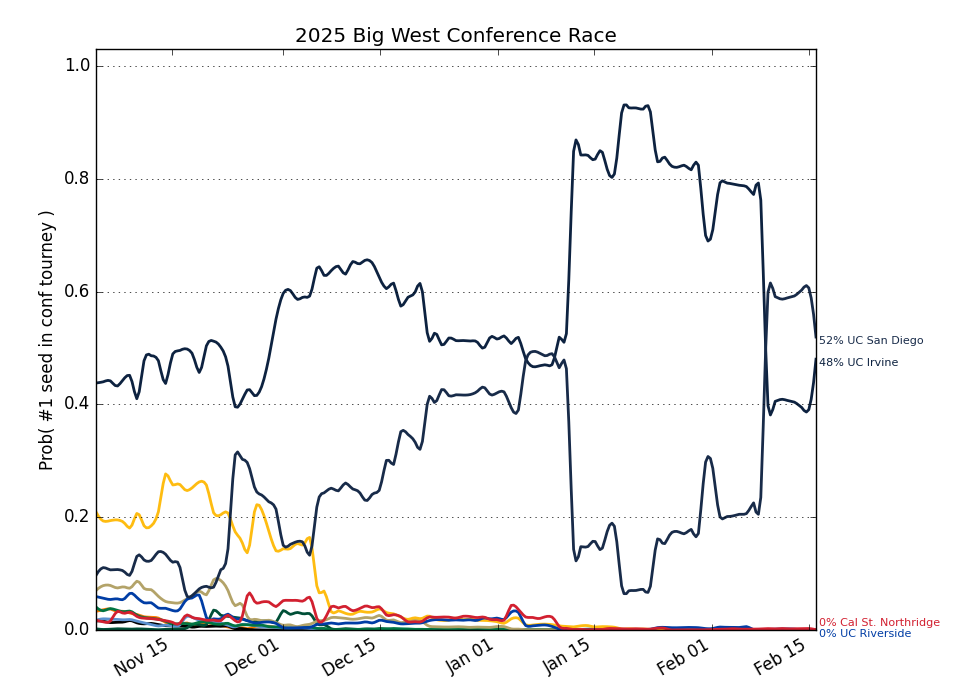 2025 Big West Conference Race
Prob( #1 seed in conf tourney )
1.0
0.8
0.6
0.4
0.2
0.0
52% UC San Diego
48% UC Irvine
0% Cal St. Northridge
0% UC Riverside
Nov 15
Dec 01
Dec 15
Jan 01
Jan 15
Feb 01
Feb 15